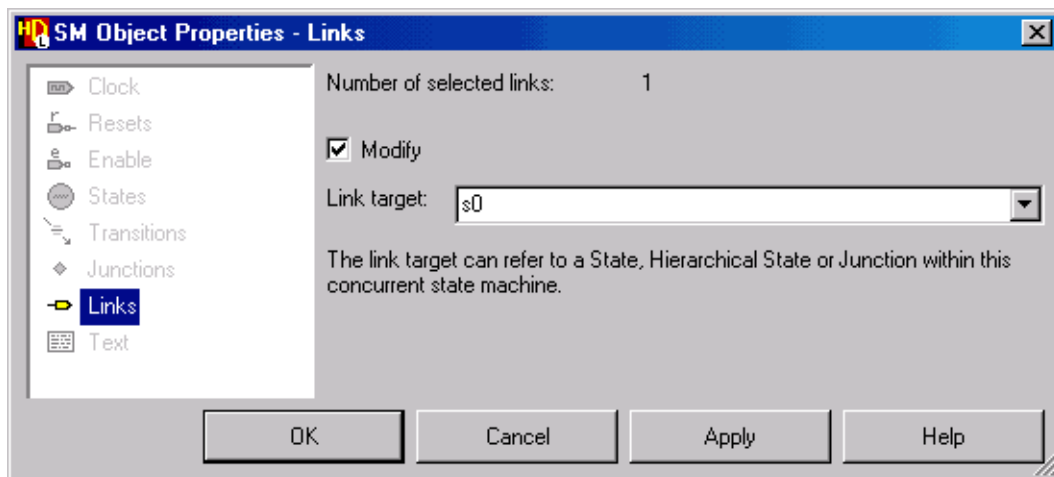 SM Object Properties - Links
Clock
Resets
Enable
States
Transitions
Junctions
Links
Text
Number of selected links: 1
Modify
Link target: s0
The link target can refer to a State, Hierarchical State or Junction within this
concurrent state machine.
OK Cancel Apply Help